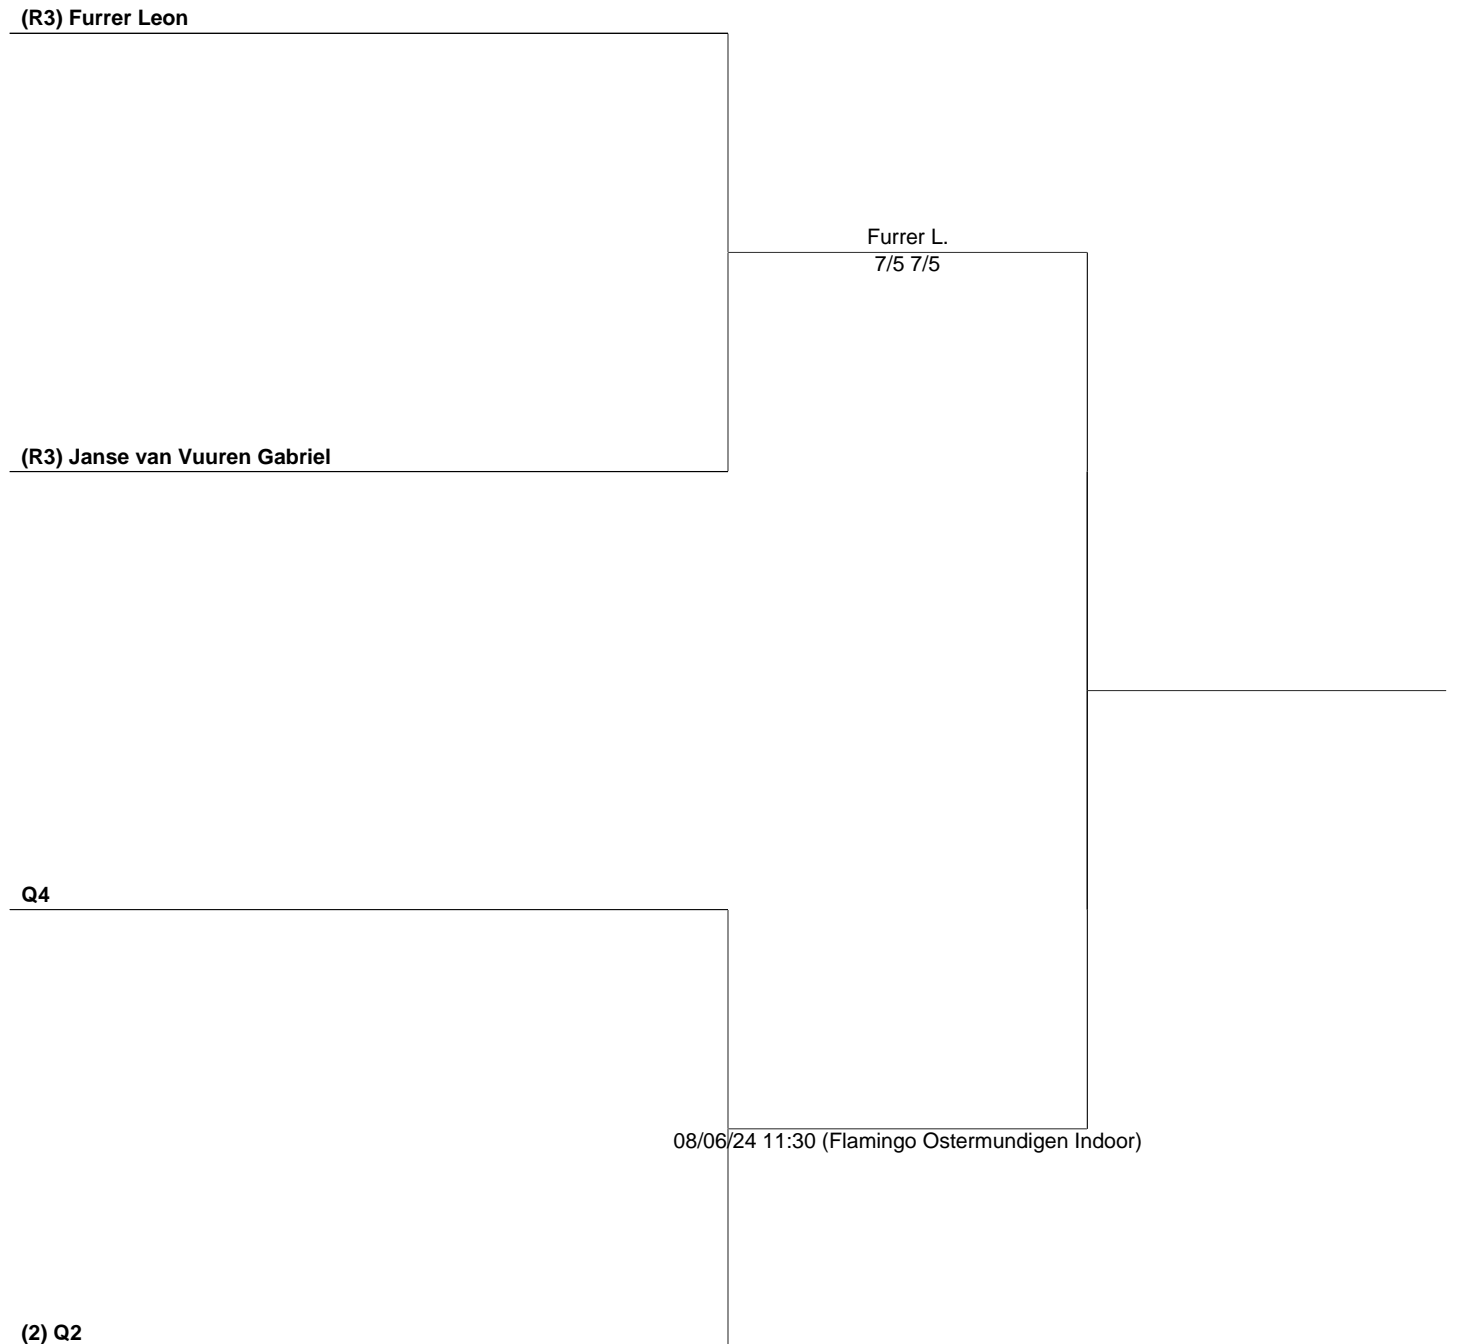 (R3) Furrer Leon
Furrer L.
7/5 7/5
(R3) Janse van Vuuren Gabriel
Q4
08/06/24 11:30 (Flamingo Ostermundigen Indoor)
(2) Q2